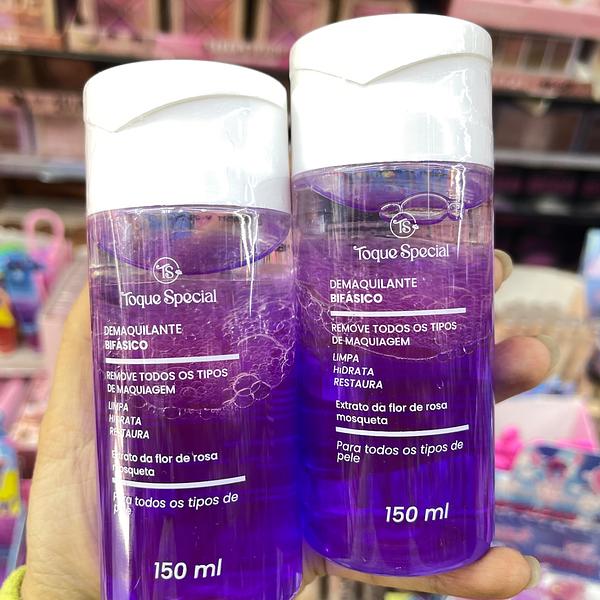 TS
Toque Special
DEMAQUILANTE
BIFÁSICO
REMOVE TODOS OS TIPOS
DE MAQUIAGEM
LIMPA
HIDRATA
RESTAURA
Extrato da flor de rosa
mosqueta
Para todos os tipos de
pele
150 ml
TS
Toque Special
DEMAQUILANTE
BIFÁSICO
REMOVE TODOS OS TIPOS
DE MAQUIAGEM
LIMPA
HIDRATA
RESTAURA
Extrato da flor de rosa
mosqueta
Para todos os tipos de
pele
150 ml